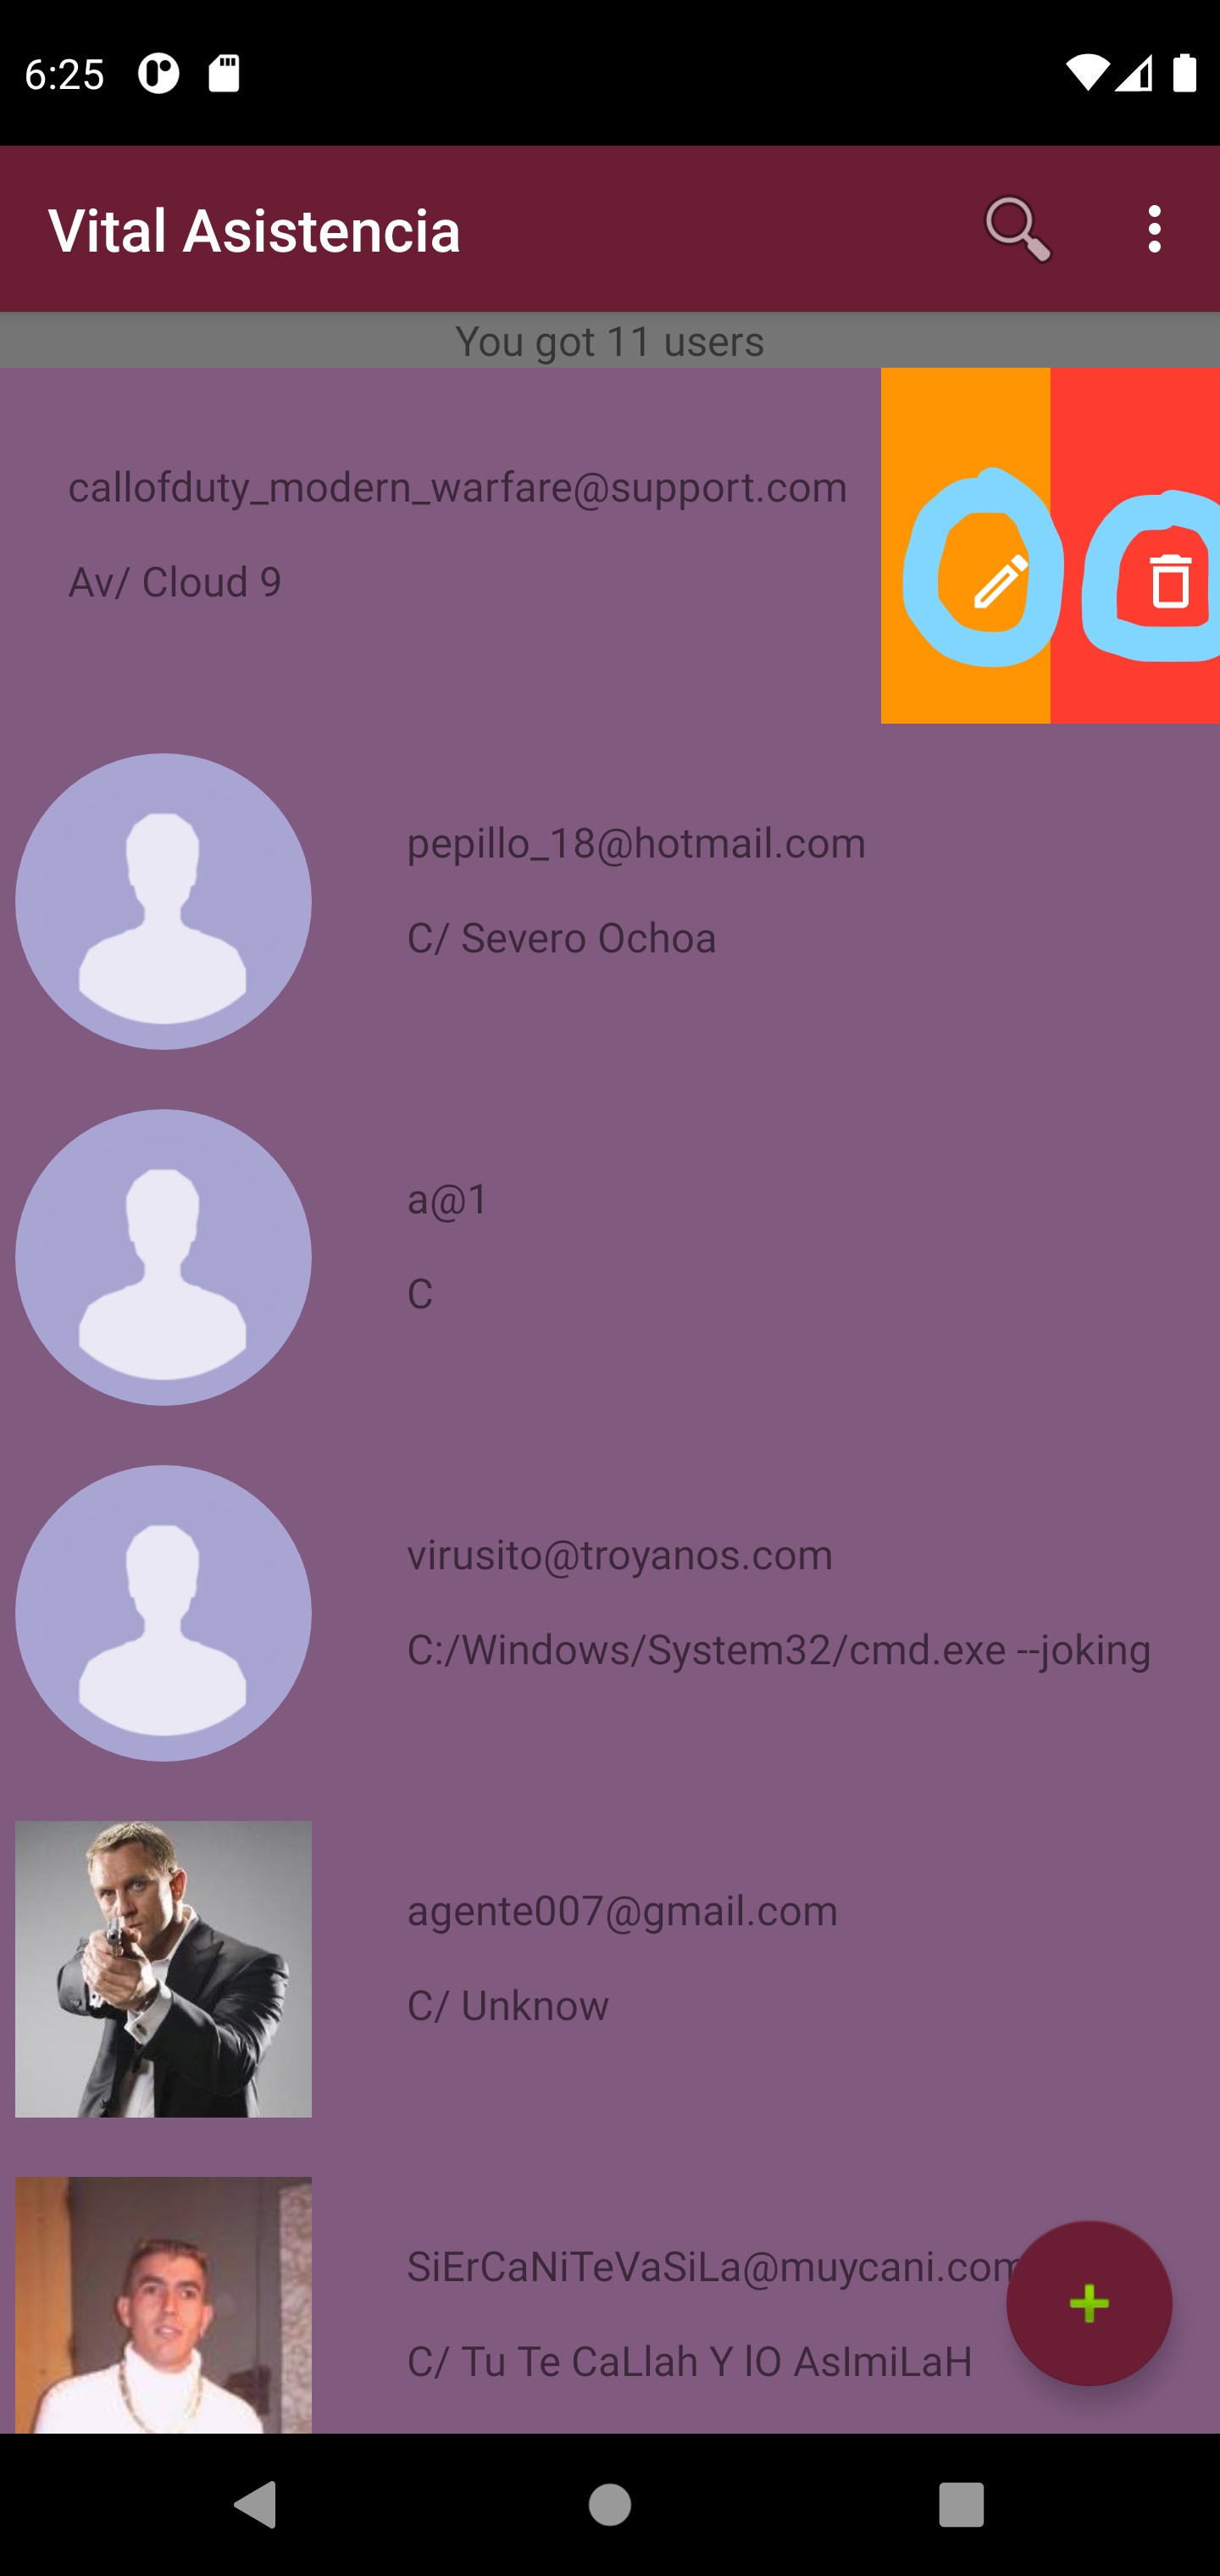 6:25
Vital Asistencia
You got 11 users
callofduty_modern_warfare@support.com
Av/ Cloud 9
pepillo_18@hotmail.com
C/ Severo Ochoa
a@1
C
virusito@troyanos.com
C:/Windows/System32/cmd.exe --joking
agente007@gmail.com
C/ Unknow
SiErCaNiTeVaSiLa@muycani.com
C/ Tu Te CaLlah Y lO AsImiLaH